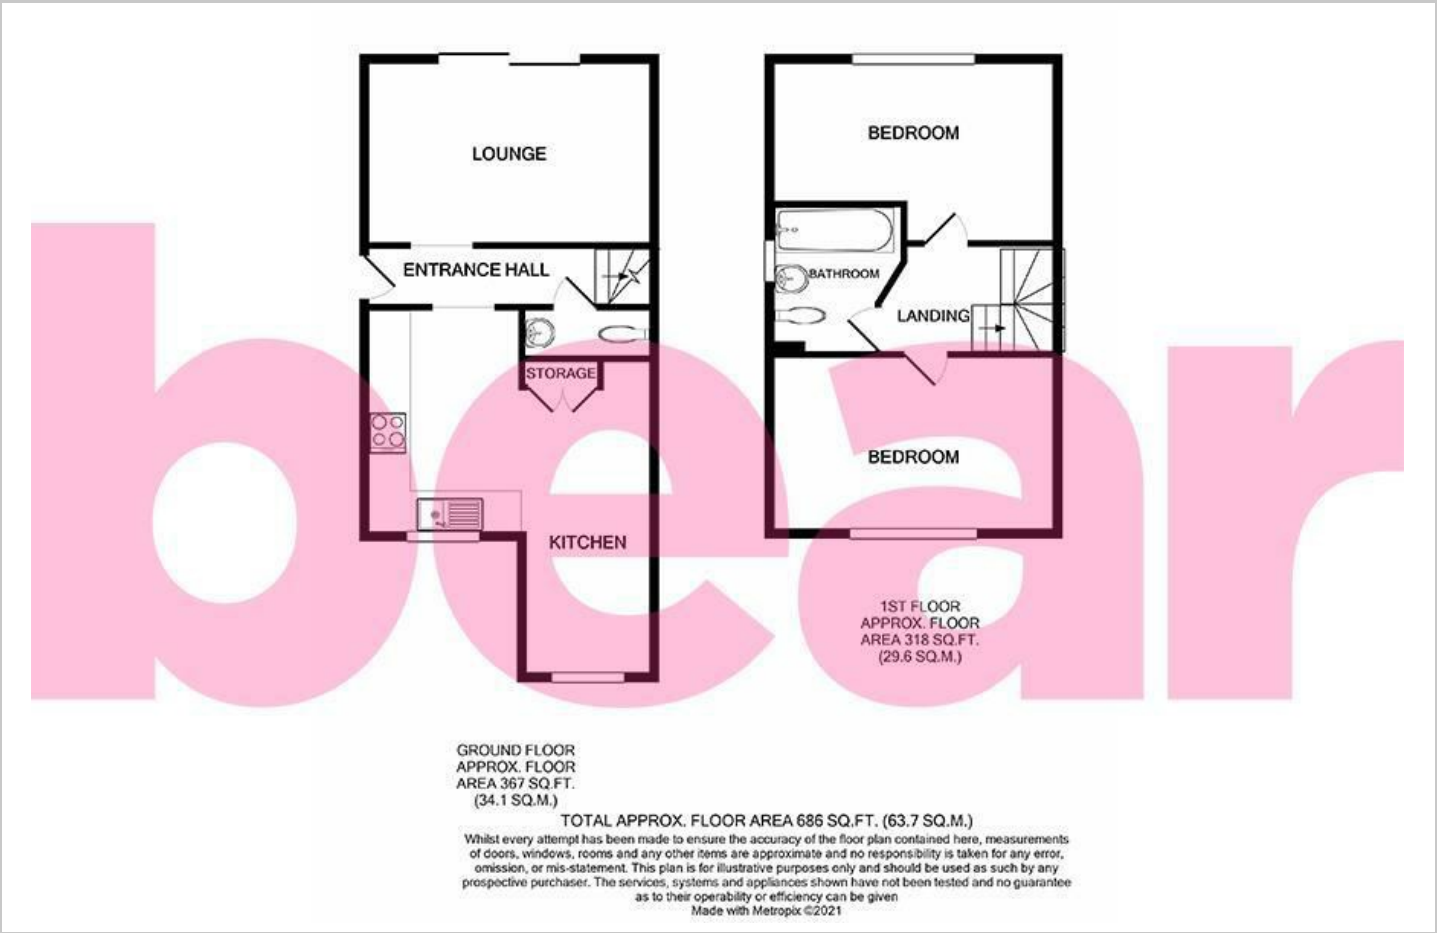 LOUNGE
ENTRANCE HALL
STORAGE
KITCHEN
BEDROOM
BATHROOM
LANDING
BEDROOM
bear
1ST FLOOR
APPROX. FLOOR
AREA 318 SQ.FT.
(29.6 SQ.M.)
GROUND FLOOR
APPROX. FLOOR
AREA 367 SQ.FT.
(34.1 SQ.M.)
TOTAL APPROX. FLOOR AREA 686 SQ.FT. (63.7 SQ.M.)
Whilst every attempt has been made to ensure the accuracy of the floor plan contained here, measurements
of doors, windows, rooms and any other items are approximate and no responsibility is taken for any error,
omission, or mis-statement. This plan is for illustrative purposes only and should be used as such by any
prospective purchaser. The services, systems and appliances shown have not been tested and no guarantee
as to their operability or efficiency can be given
Made with Metropix ©2021